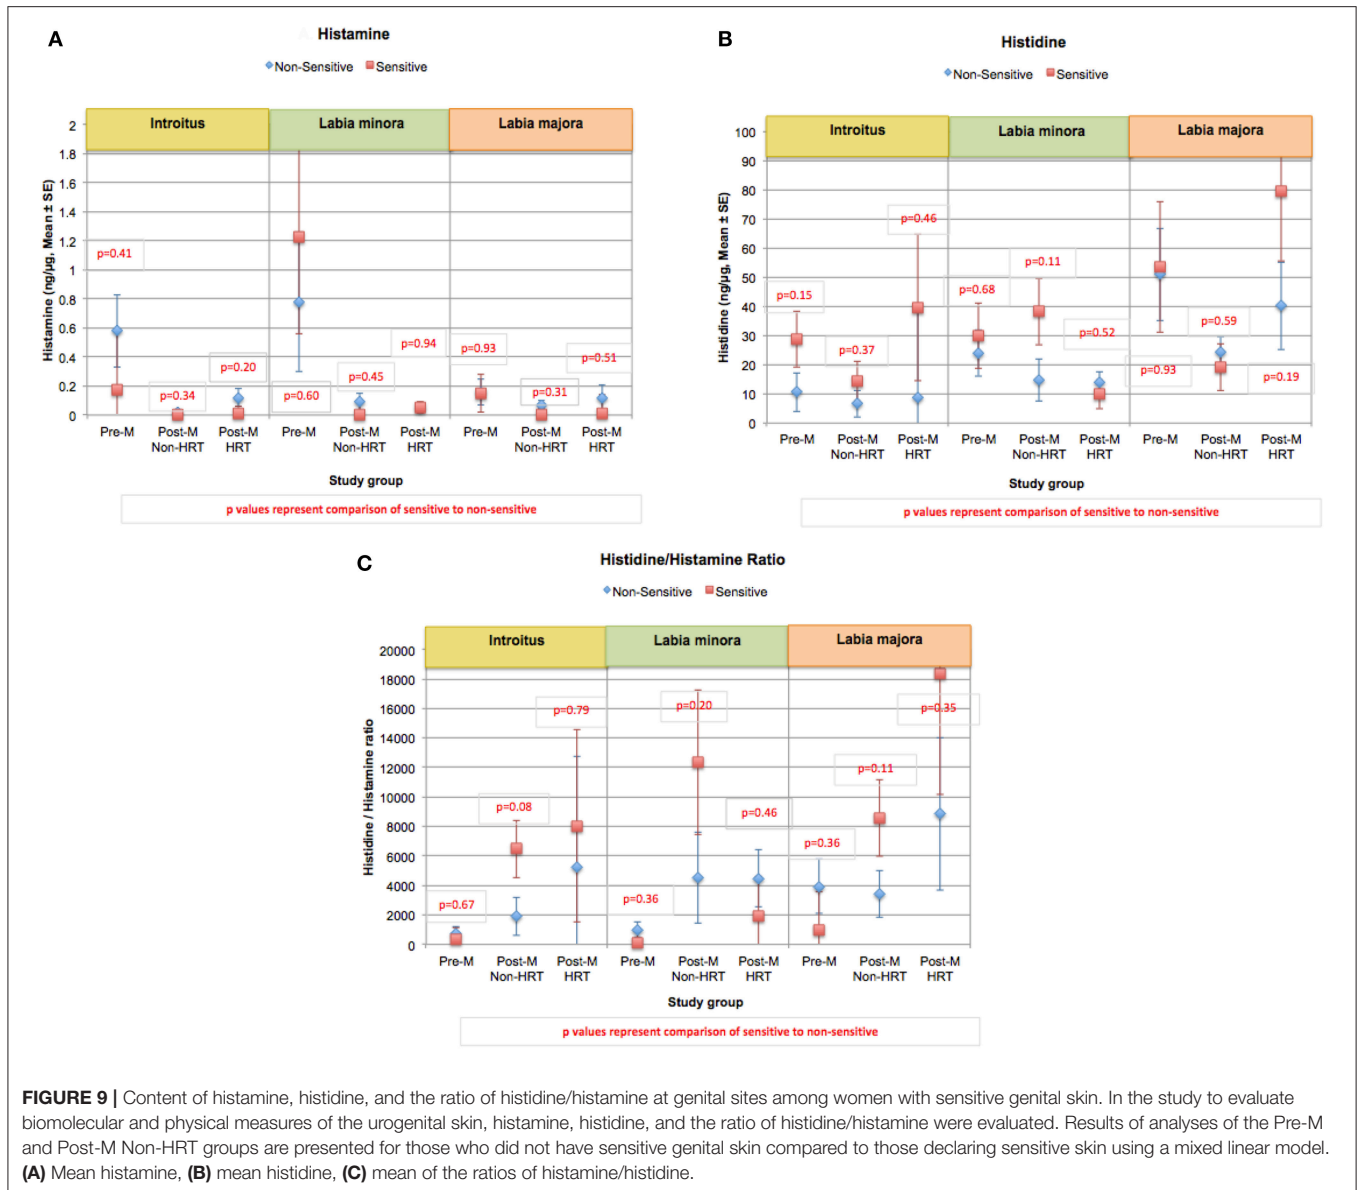 A
Histamine
Non-Sensitive Sensitive
Introitus Labia minora Labia majora
Histamine (ng/µg, Mean ± SE)
2
1.8
1.6
1.4
1.2
1
0.8
0.6
0.4
0.2
0
p=0.41
p=0.34
p=0.20
p=0.60
p=0.45
p=0.94
p=0.93
p=0.31
p=0.51
Pre-M Post-M Post-M Pre-M Post-M Post-M Pre-M Post-M Post-M
Non-HRT HRT Non-HRT HRT Non-HRT HRT
Study group
p values represent comparison of sensitive to non-sensitive
B
Histidine
Non-Sensitive Sensitive
Introitus Labia minora Labia majora
Histidine (ng/µg, Mean ± SE)
100
90
80
70
60
50
40
30
20
10
0
p=0.15
p=0.37
p=0.46
p=0.68
p=0.11
p=0.52
p=0.93
p=0.59
p=0.19
Pre-M Post-M Post-M Pre-M Post-M Post-M Pre-M Post-M Post-M
Non-HRT HRT Non-HRT HRT Non-HRT HRT
Study group
p values represent comparison of sensitive to non-sensitive
C
Histidine/Histamine Ratio
Non-Sensitive Sensitive
Introitus Labia minora Labia majora
Histidine / Histamine ratio
20000
18000
16000
14000
12000
10000
8000
6000
4000
2000
0
p=0.67
p=0.08
p=0.79
p=0.36
p=0.20
p=0.46
p=0.36
p=0.11
p=0.35
Pre-M Post-M Post-M Pre-M Post-M Post-M Pre-M Post-M Post-M
Non-HRT HRT Non-HRT HRT Non-HRT HRT
Study group
p values represent comparison of sensitive to non-sensitive
FIGURE 9 | Content of histamine, histidine, and the ratio of histidine/histamine at genital sites among women with sensitive genital skin. In the study to evaluate
biomolecular and physical measures of the urogenital skin, histamine, histidine, and the ratio of histidine/histamine were evaluated. Results of analyses of the Pre-M
and Post-M Non-HRT groups are presented for those who did not have sensitive genital skin compared to those declaring sensitive skin using a mixed linear model.
(A) Mean histamine, (B) mean histidine, (C) mean of the ratios of histamine/histidine.